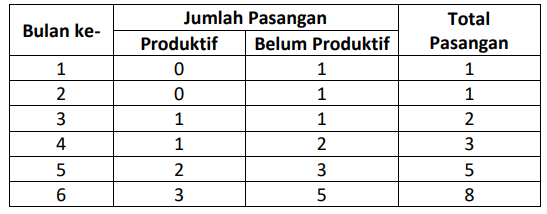 Bulan ke- Jumlah Pasangan Total Pasangan
Produktif Belum Produktif
1 0 1 1
2 0 1 1
3 1 1 2
4 1 2 3
5 2 3 5
6 3 5 8